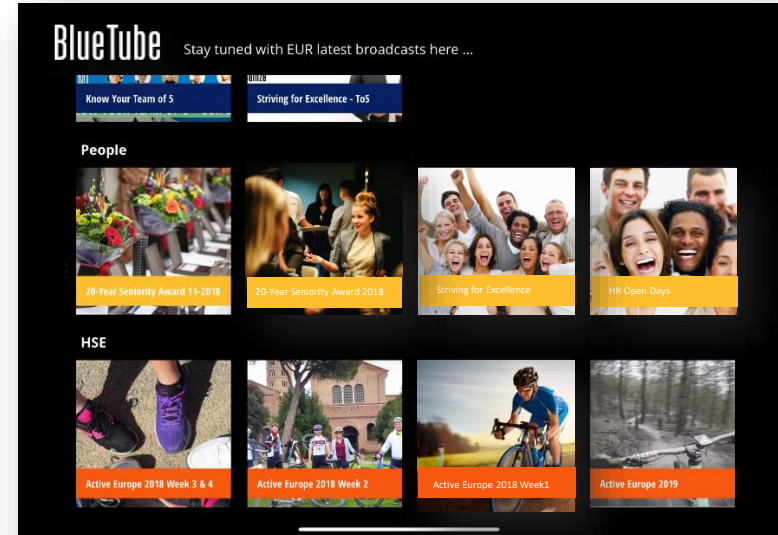 BlueTube
Stay tuned with EUR latest broadcasts here ...
Know Your Team of 5
Striving for Excellence - To5
People
20-Year Seniority Award 11-2018
20-Year Seniority Award 2018
Striving for Excellence
HR Open Days
HSE
Active Europe 2018 Week 3 & 4
Active Europe 2018 Week 2
Active Europe 2018 Week1
Active Europe 2019